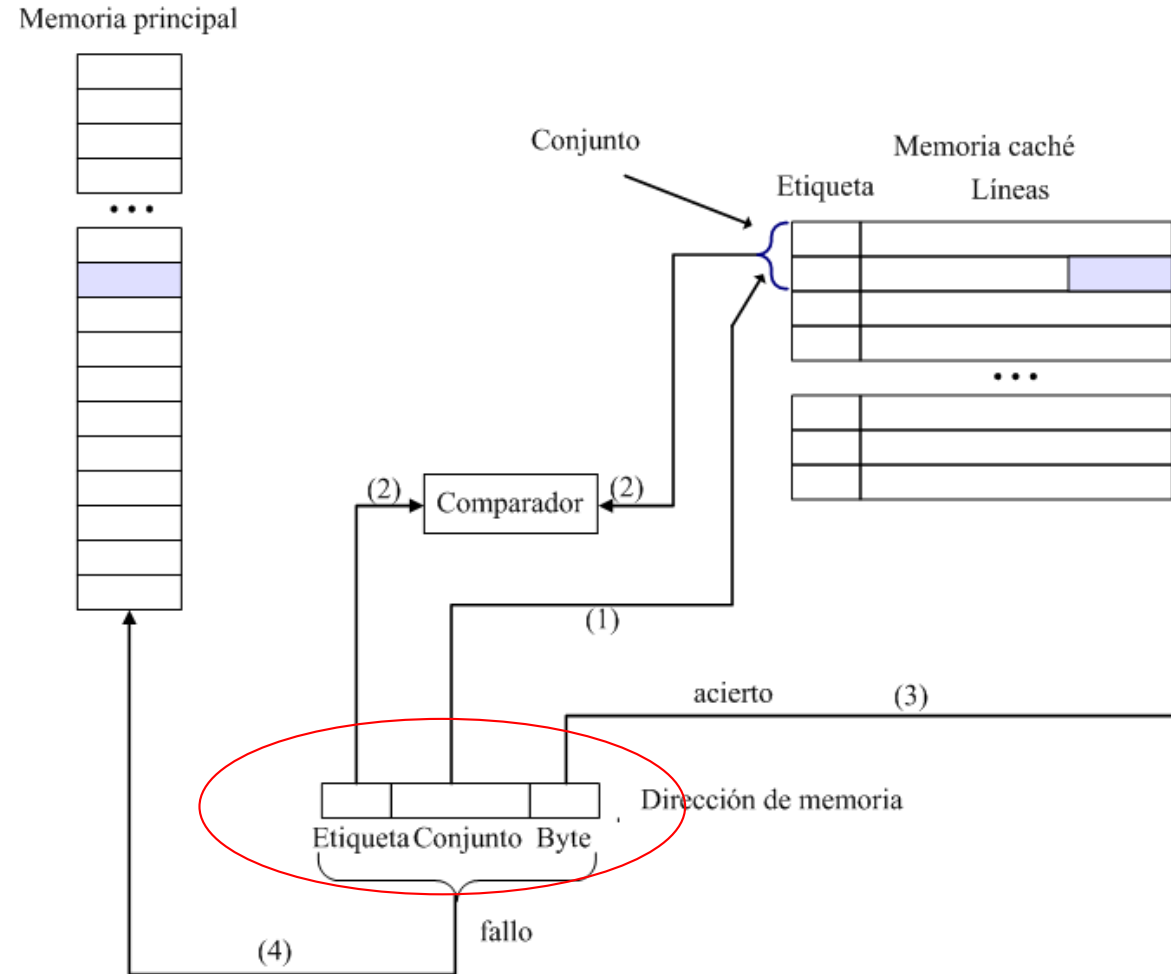 Memoria principal
• • •
Conjunto
Memoria caché
Etiqueta
Líneas
• • •
(2)
Comparador
(2)
(1)
acierto
(3)
Dirección de memoria
Etiqueta Conjunto Byte
fallo
(4)